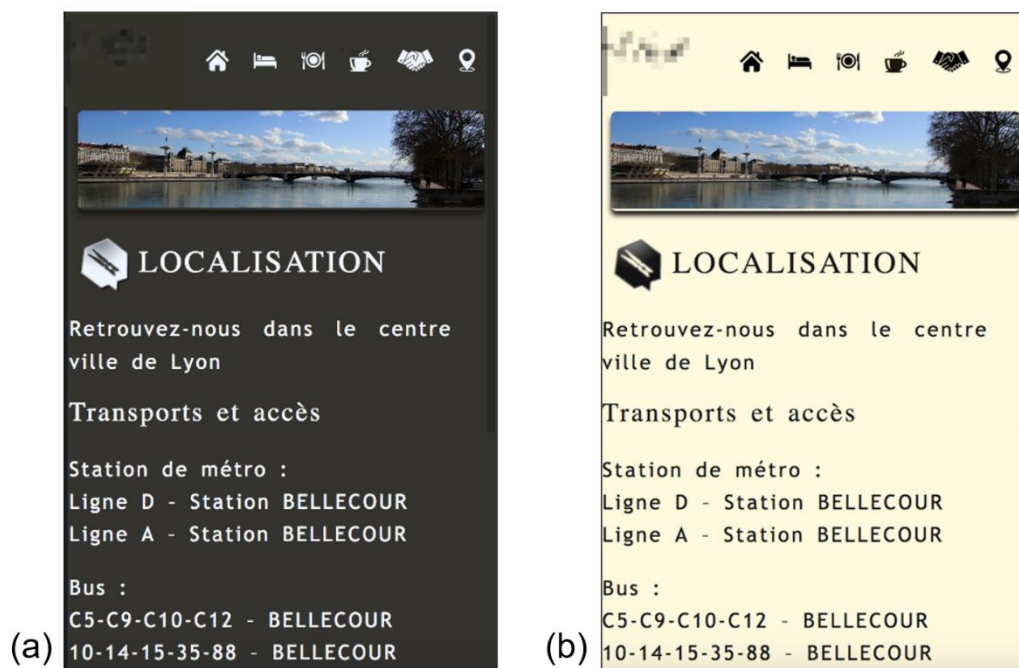 LOCALISATION
Retrouvez-nous dans le centre
ville de Lyon
Transports et accès
Station de métro :
Ligne D - Station BELLECOUR
Ligne A - Station BELLECOUR
Bus :
C5-C9-C10-C12 - BELLECOUR
10-14-15-35-88 - BELLECOUR
(a)
LOCALISATION
Retrouvez-nous dans le centre
ville de Lyon
Transports et accès
Station de métro :
Ligne D - Station BELLECOUR
Ligne A - Station BELLECOUR
Bus :
C5-C9-C10-C12 - BELLECOUR
10-14-15-35-88 - BELLECOUR
(b)